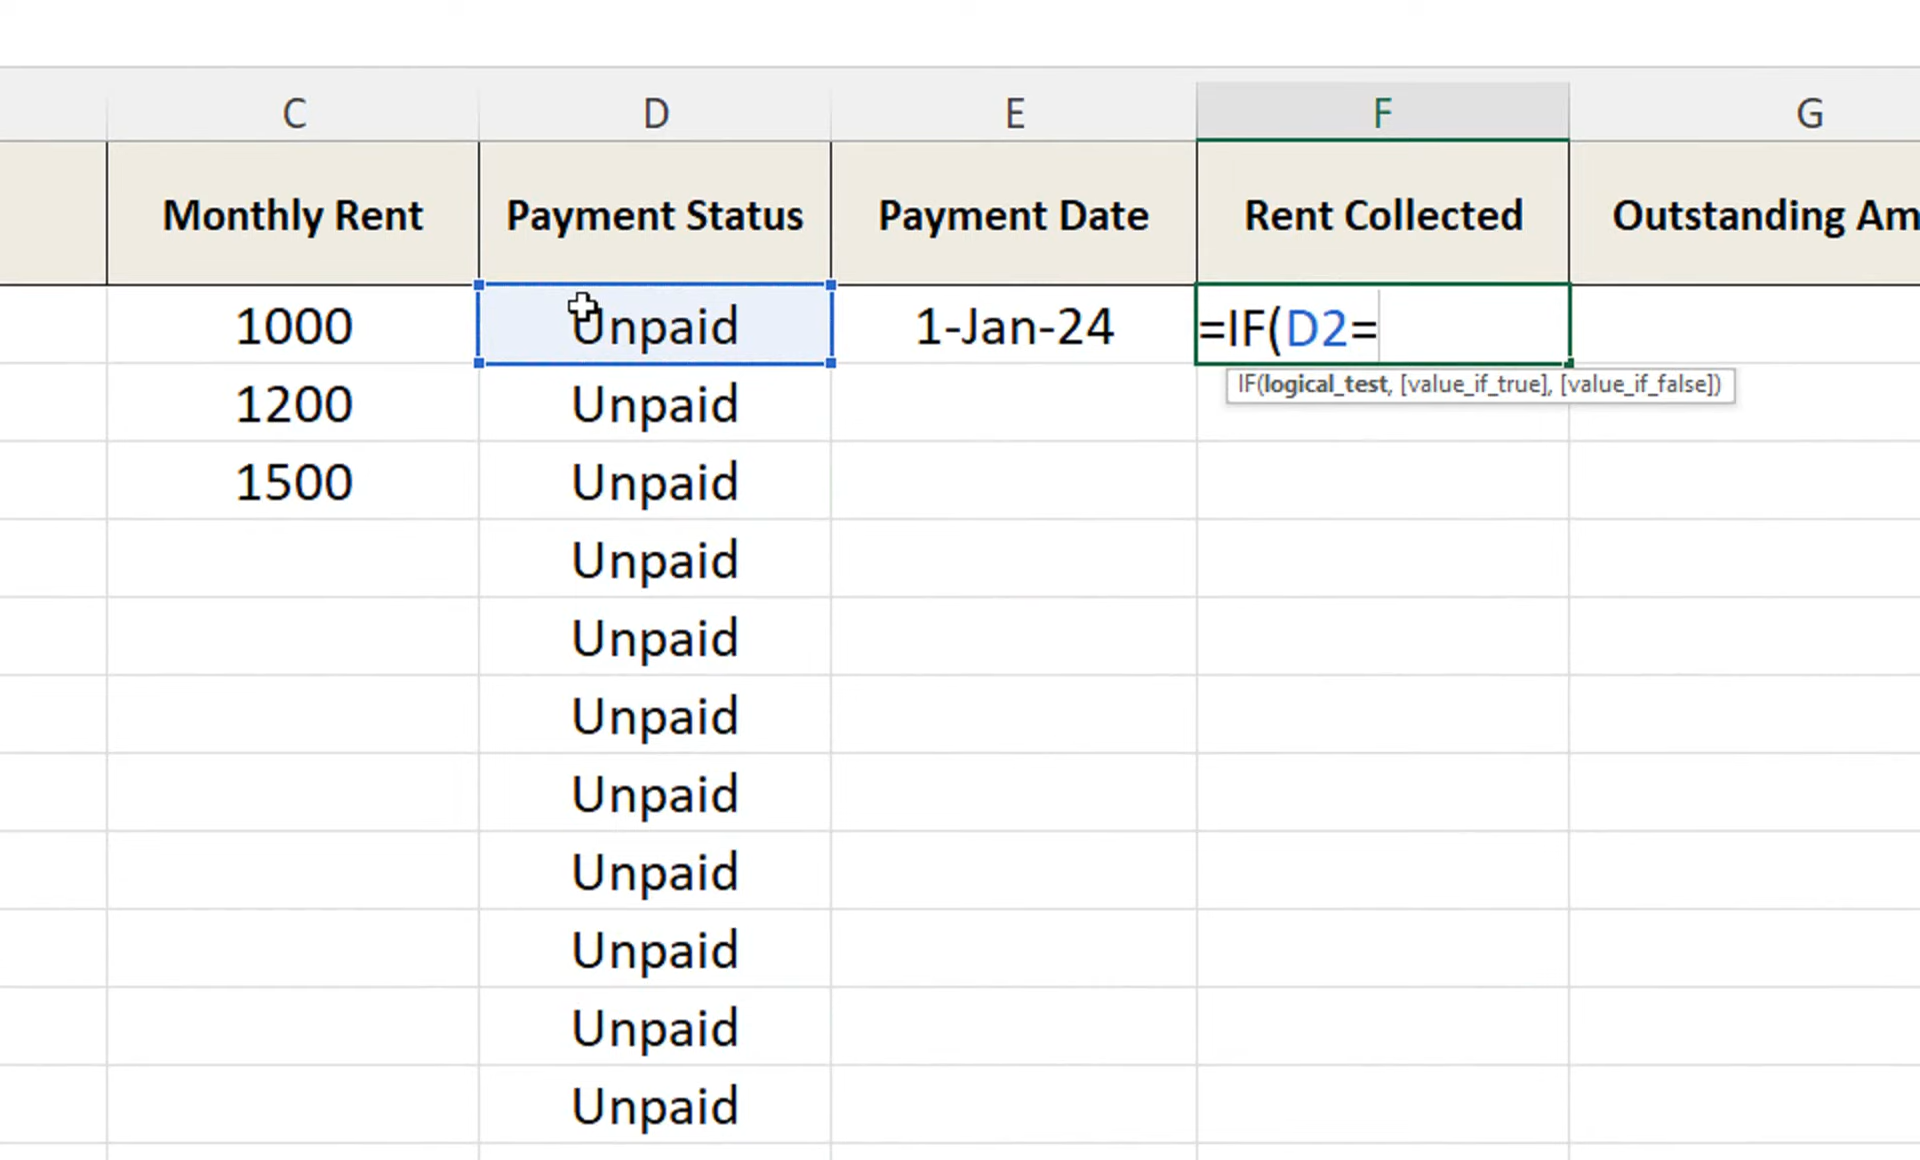 C D E F G
Monthly Rent Payment Status Payment Date Rent Collected Outstanding Am
1000 Unpaid 1-Jan-24 =IF(D2=
IF(logical_test, [value_if_true], [value_if_false])
1200 Unpaid
1500 Unpaid
Unpaid
Unpaid
Unpaid
Unpaid
Unpaid
Unpaid
Unpaid
Unpaid